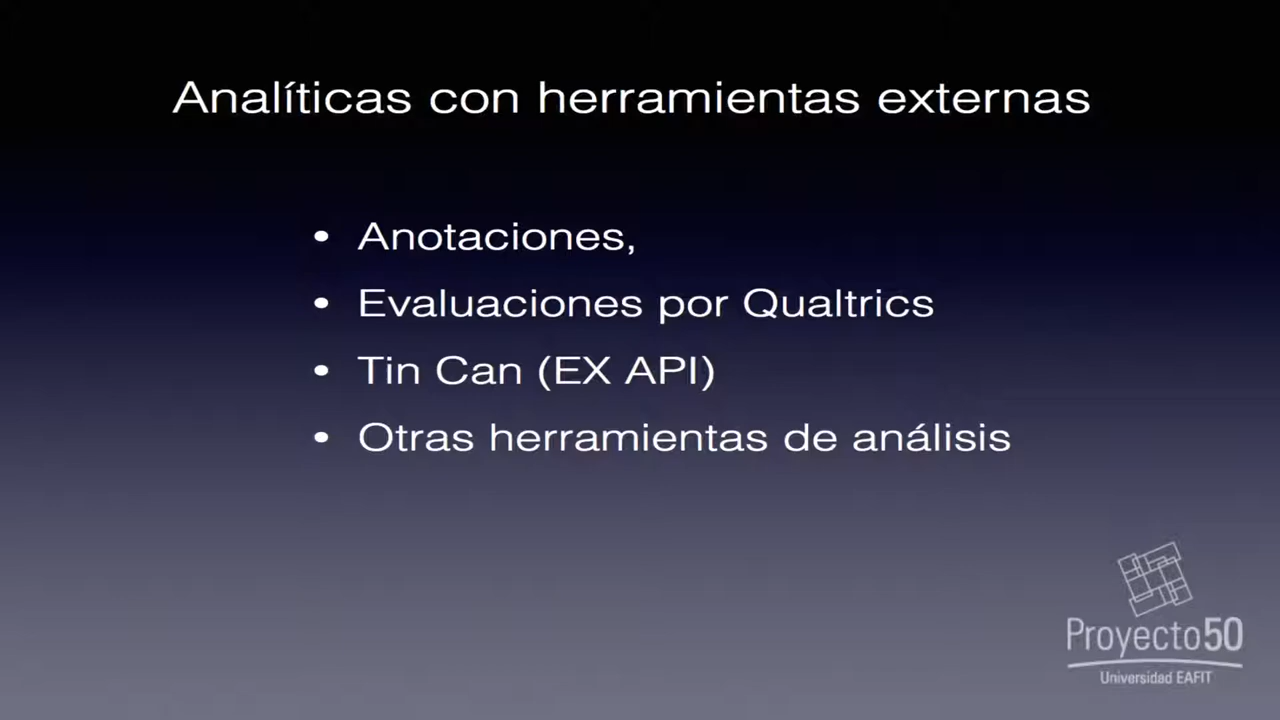 Analíticas con herramientas externas
• Anotaciones,
• Evaluaciones por Qualtrics
• Tin Can (EX API)
• Otras herramientas de análisis
Proyecto50
Universidad EAFIT